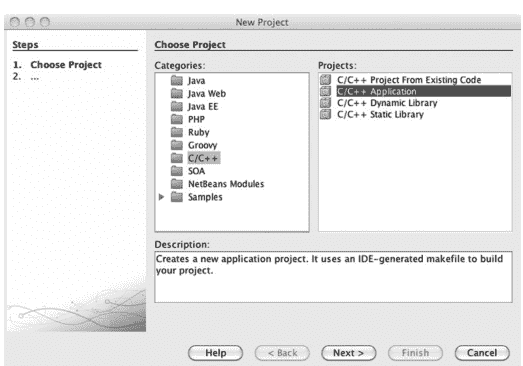 New Project
Steps
1. Choose Project
2. ...
Choose Project
Categories:
Java
Java Web
Java EE
PHP
Ruby
Groovy
C/C++
SOA
NetBeans Modules
Samples
Projects:
C/C++ Project From Existing Code
C/C++ Application
C/C++ Dynamic Library
C/C++ Static Library
Description:
Creates a new application project. It uses an IDE-generated makefile to build
your project.
Help
< Back
Next >
Finish
Cancel